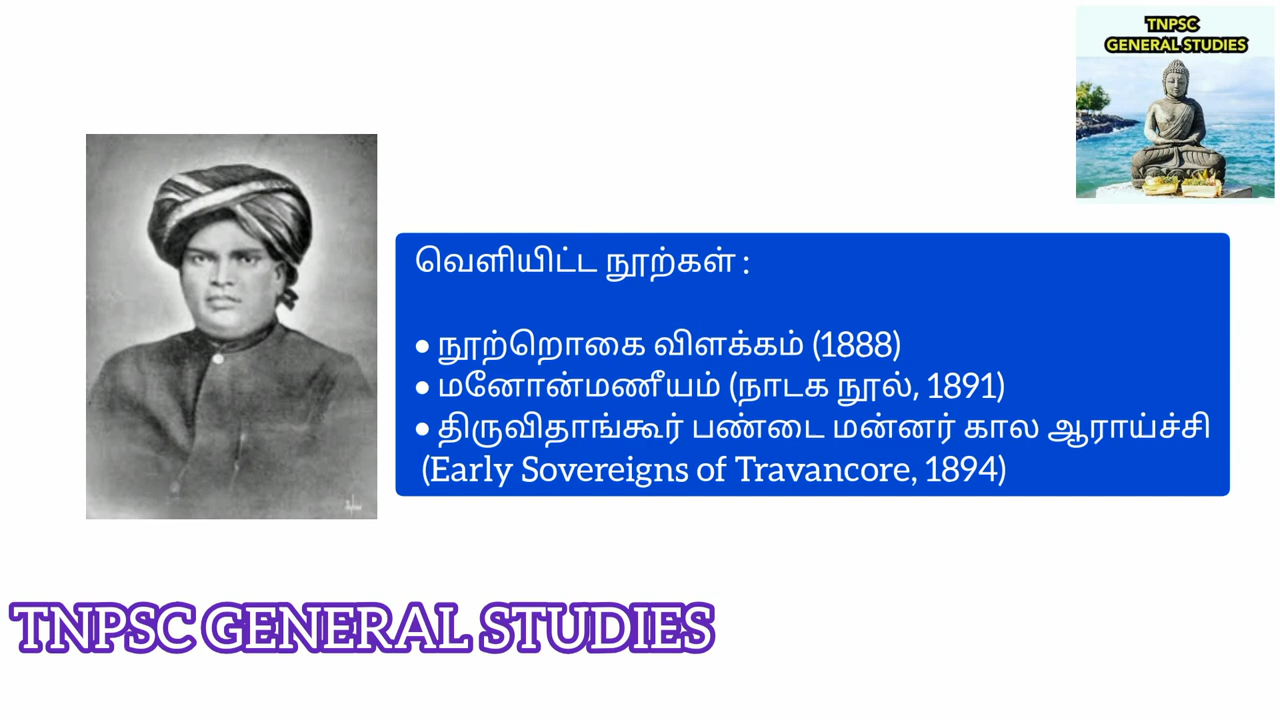 TNPSC
GENERAL STUDIES
வெளியிட்ட நூற்கள் :
• நூற்றொகை விளக்கம் (1888)
• மனோன்மணீயம் (நாடக நூல், 1891)
• திருவிதாங்கூர் பண்டை மன்னர் கால ஆராய்ச்சி
(Early Sovereigns of Travancore, 1894)
TNPSC GENERAL STUDIES